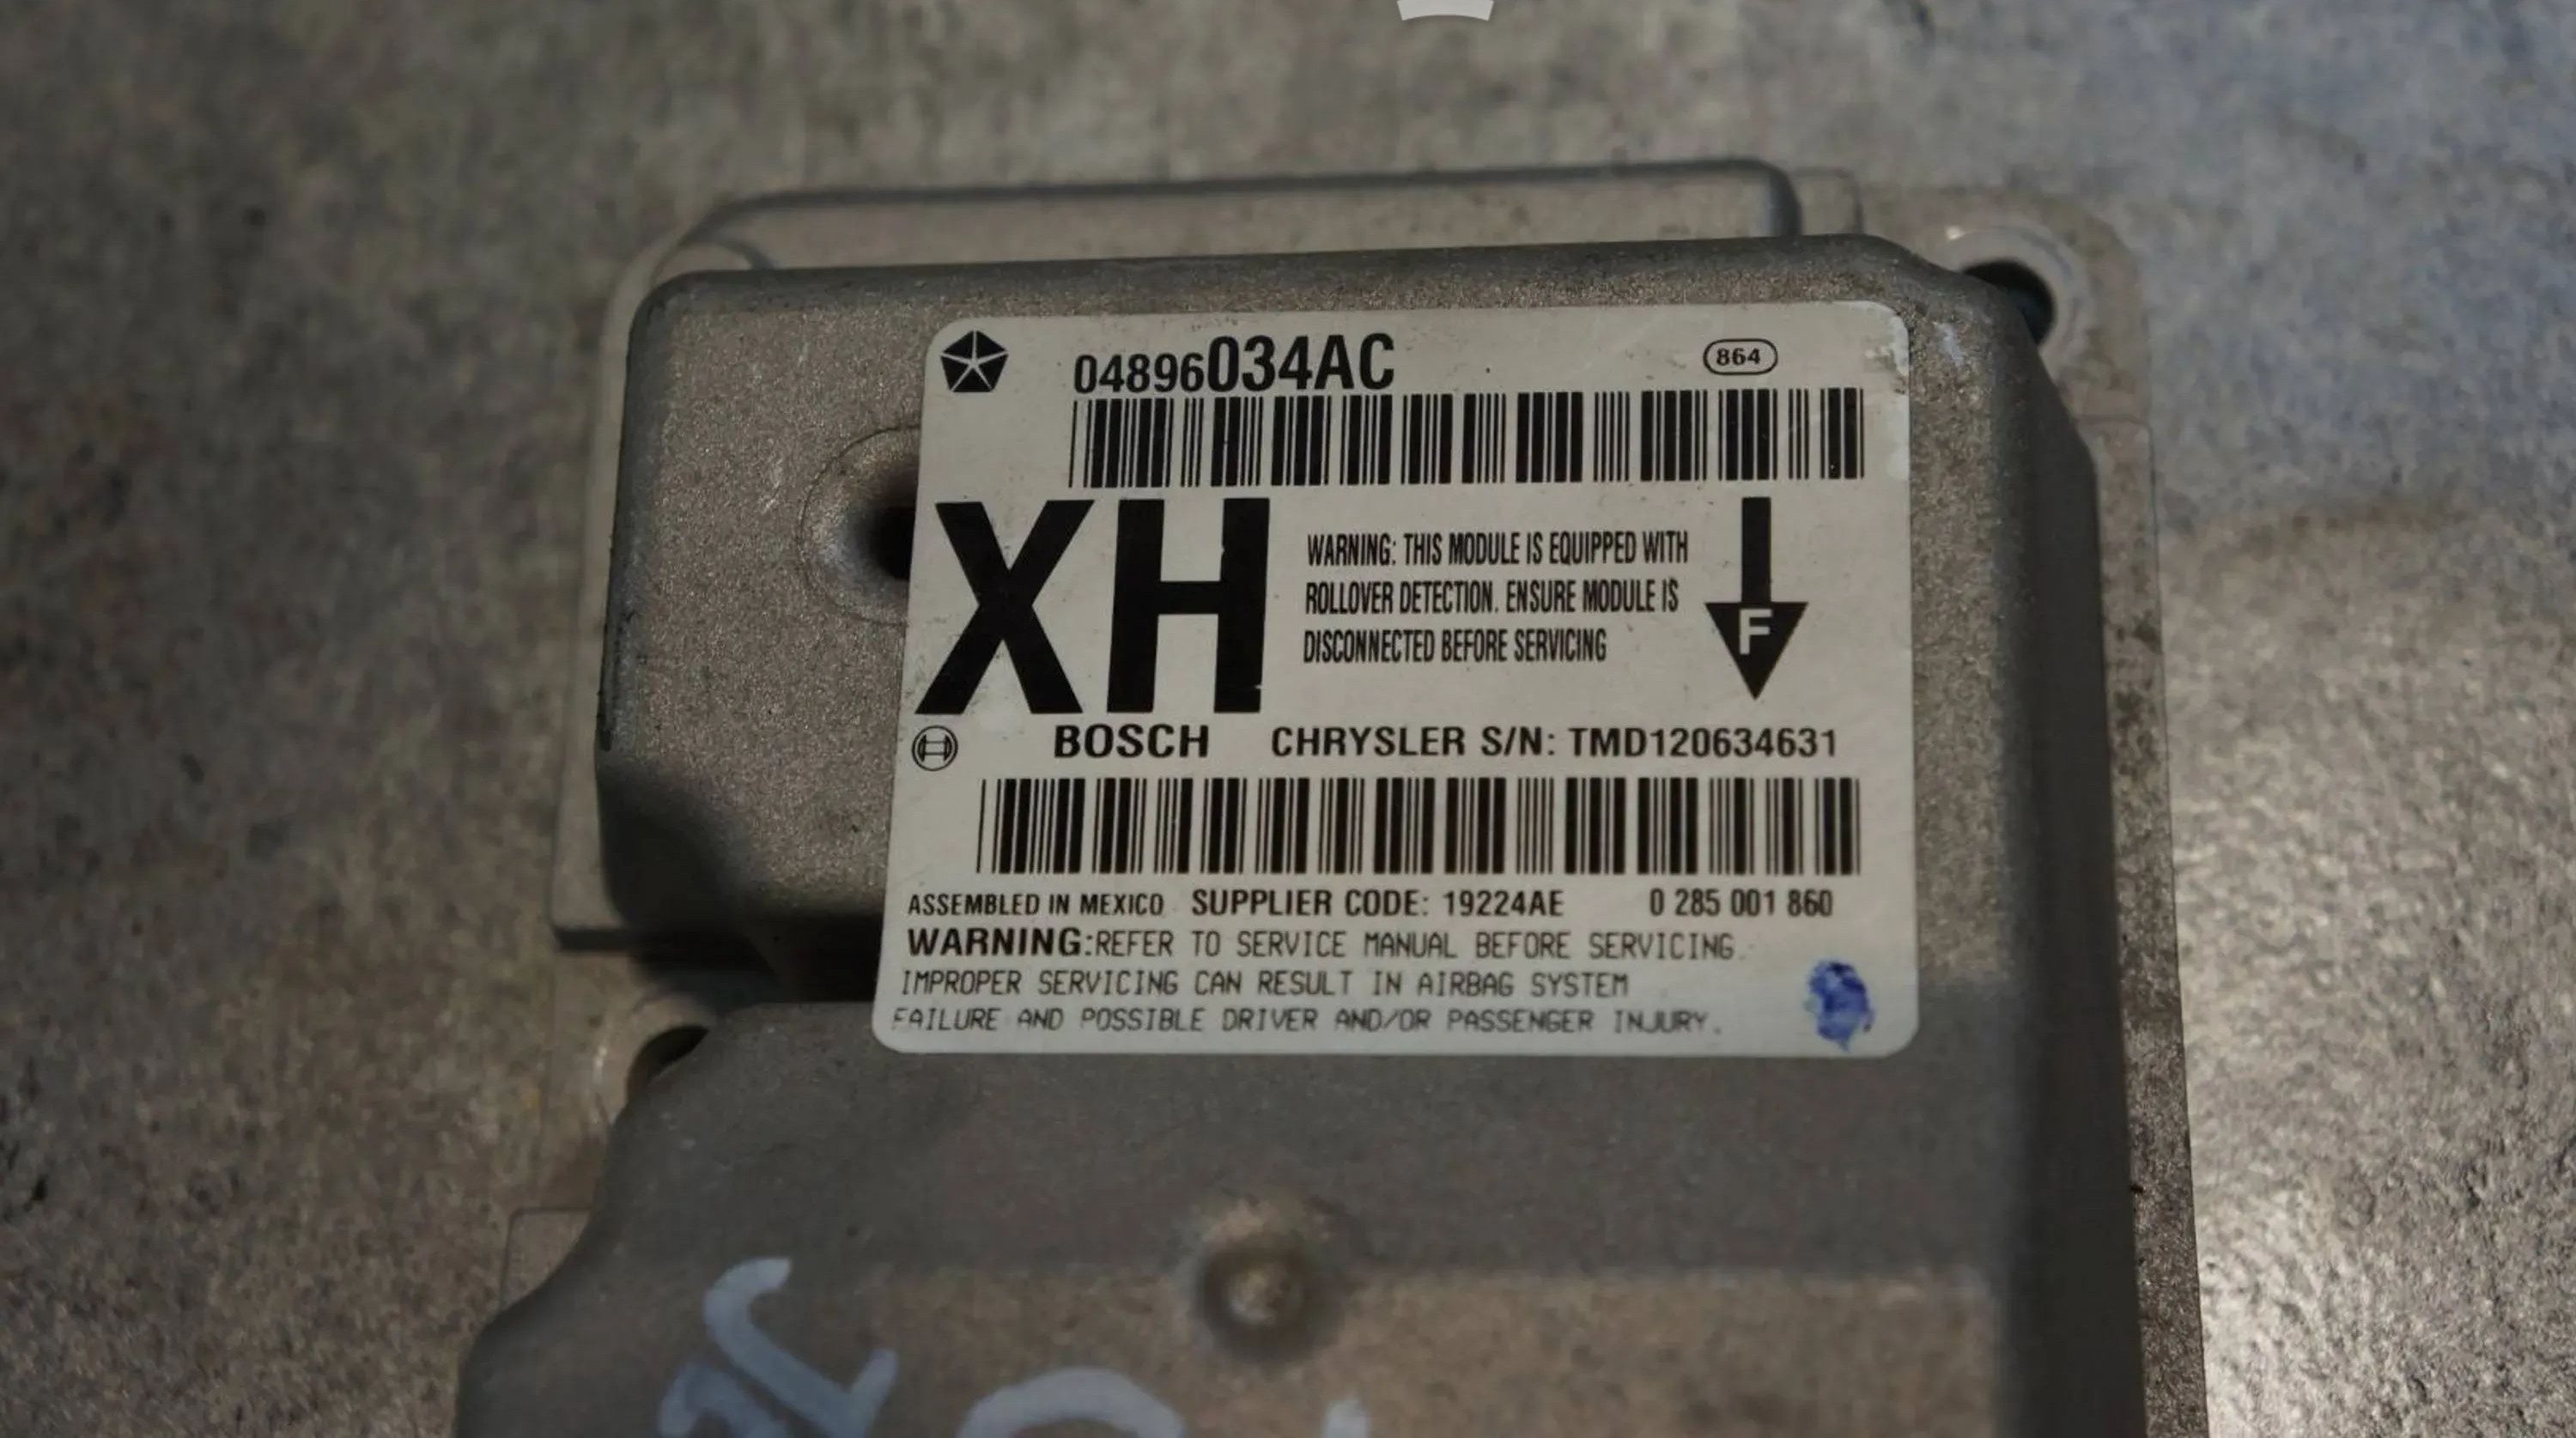 04896034AC
864
XH
WARNING: THIS MODULE IS EQUIPPED WITH
ROLLOVER DETECTION. ENSURE MODULE IS
DISCONNECTED BEFORE SERVICING
F
BOSCH CHRYSLER S/N: TMD120634631
ASSEMBLED IN MEXICO SUPPLIER CODE: 19224AE 0 285 001 860
WARNING:REFER TO SERVICE MANUAL BEFORE SERVICING.
IMPROPER SERVICING CAN RESULT IN AIRBAG SYSTEM
FAILURE AND POSSIBLE DRIVER AND/OR PASSENGER INJURY.